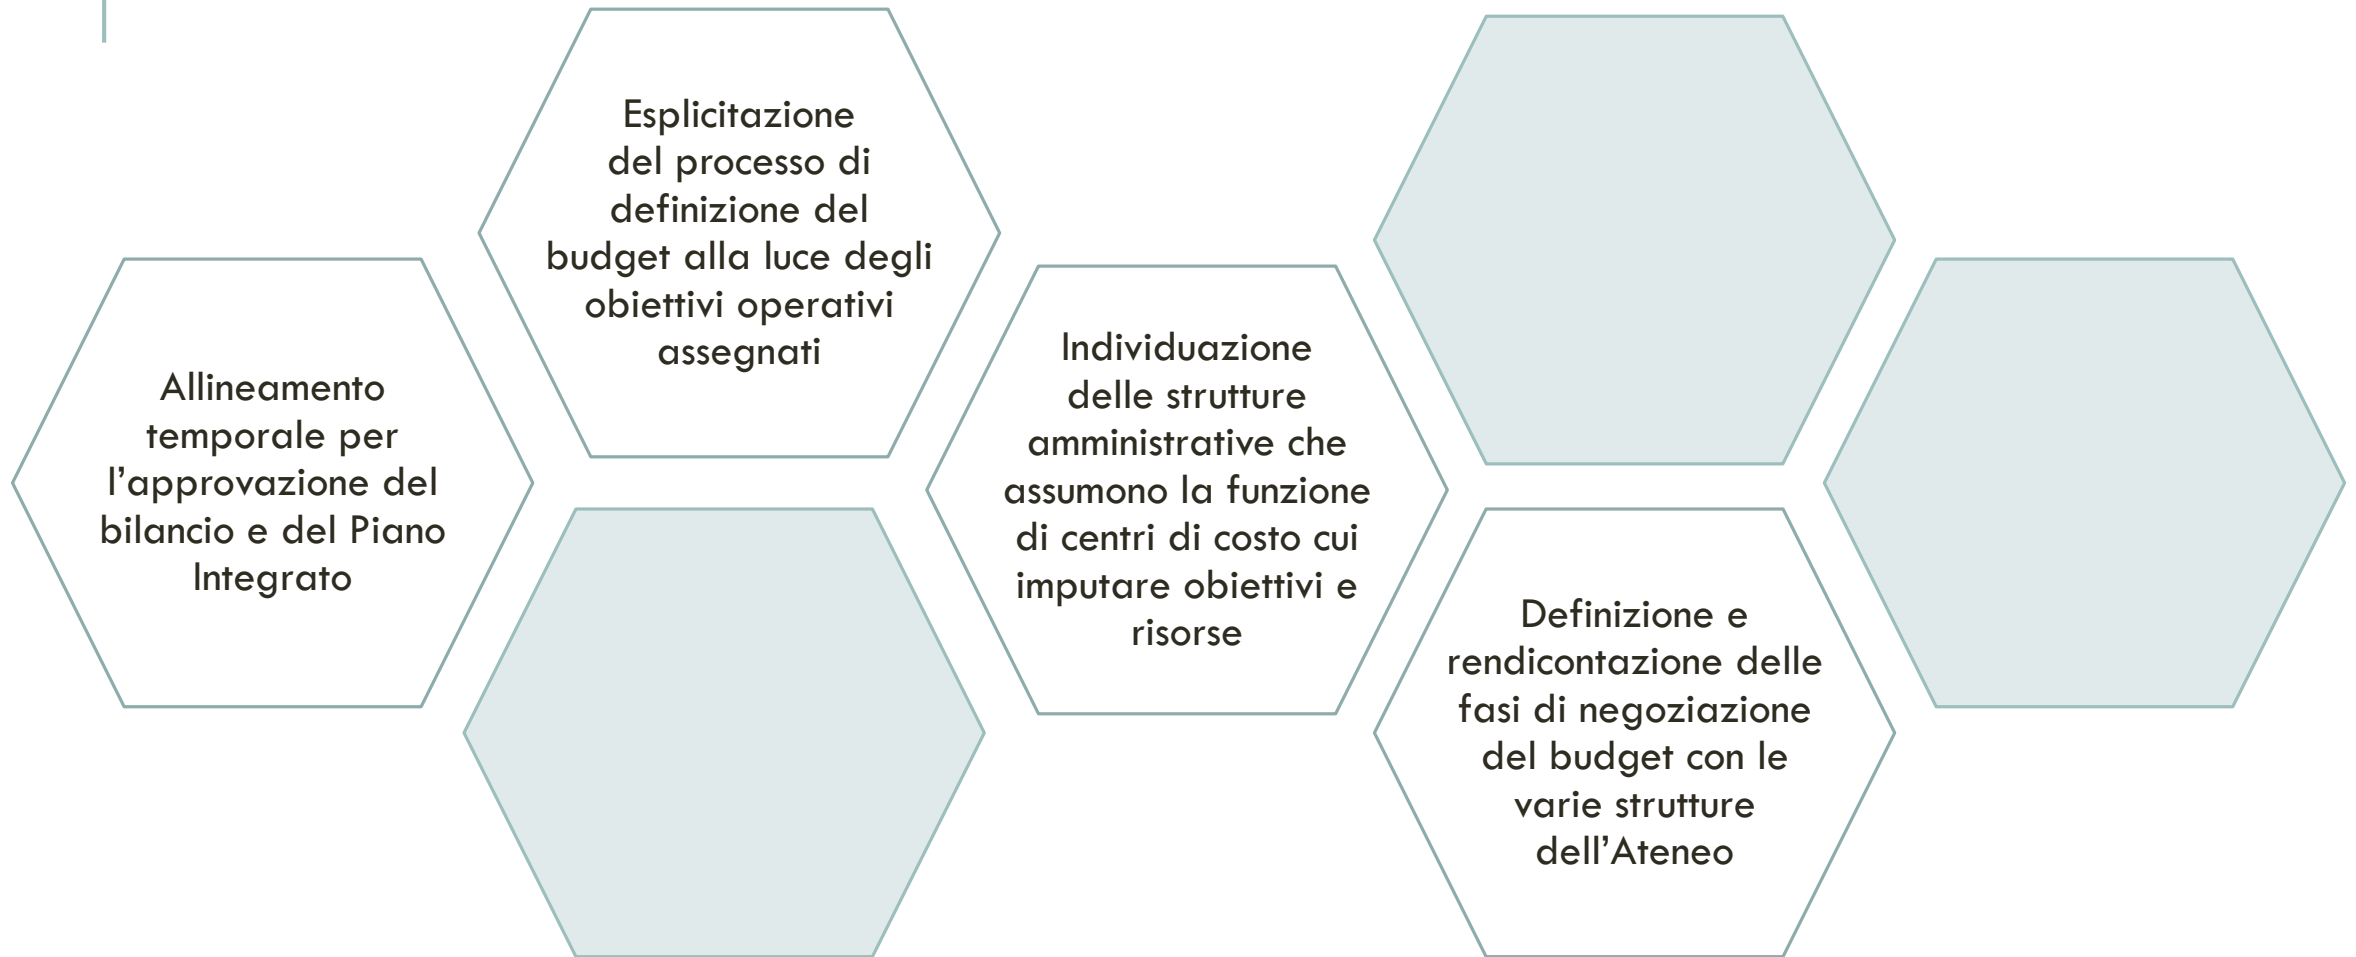 Allineamento
temporale per
l’approvazione del
bilancio e del Piano
Integrato
Esplicitazione
del processo di
definizione del
budget alla luce degli
obiettivi operativi
assegnati
Individuazione
delle strutture
amministrative che
assumono la funzione
di centri di costo cui
imputare obiettivi e
risorse
Definizione e
rendicontazione delle
fasi di negoziazione
del budget con le
varie strutture
dell’Ateneo